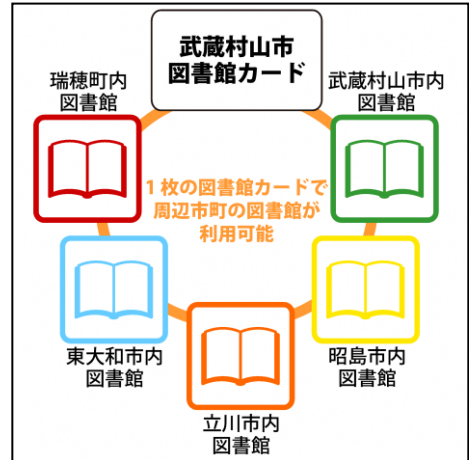 武蔵村山市
図書館カード
瑞穂町内
図書館
武蔵村山市内
図書館
1枚の図書館カードで
周辺市町の図書館が
利用可能
東大和市内
図書館
昭島市内
図書館
立川市内
図書館